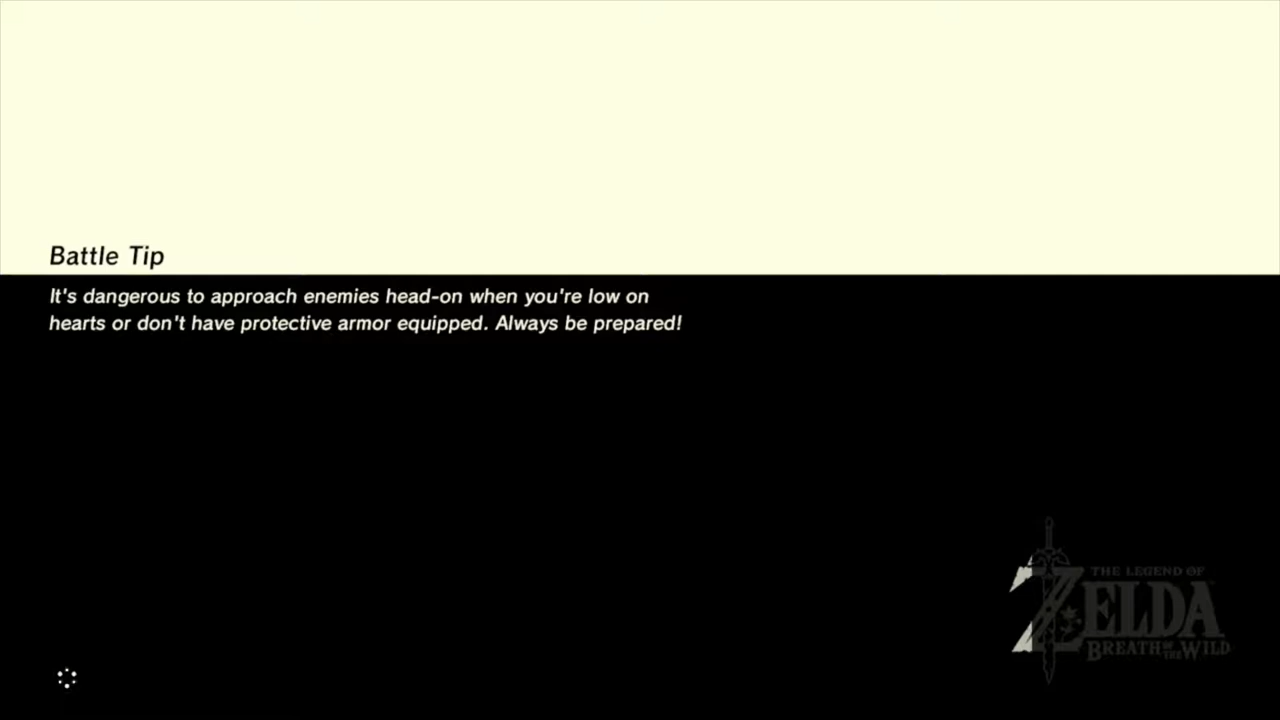 Battle Tip
It's dangerous to approach enemies head-on when you're low on
hearts or don't have protective armor equipped. Always be prepared!
THE LEGEND OF
ZELDA
BREATH OF THE WILD